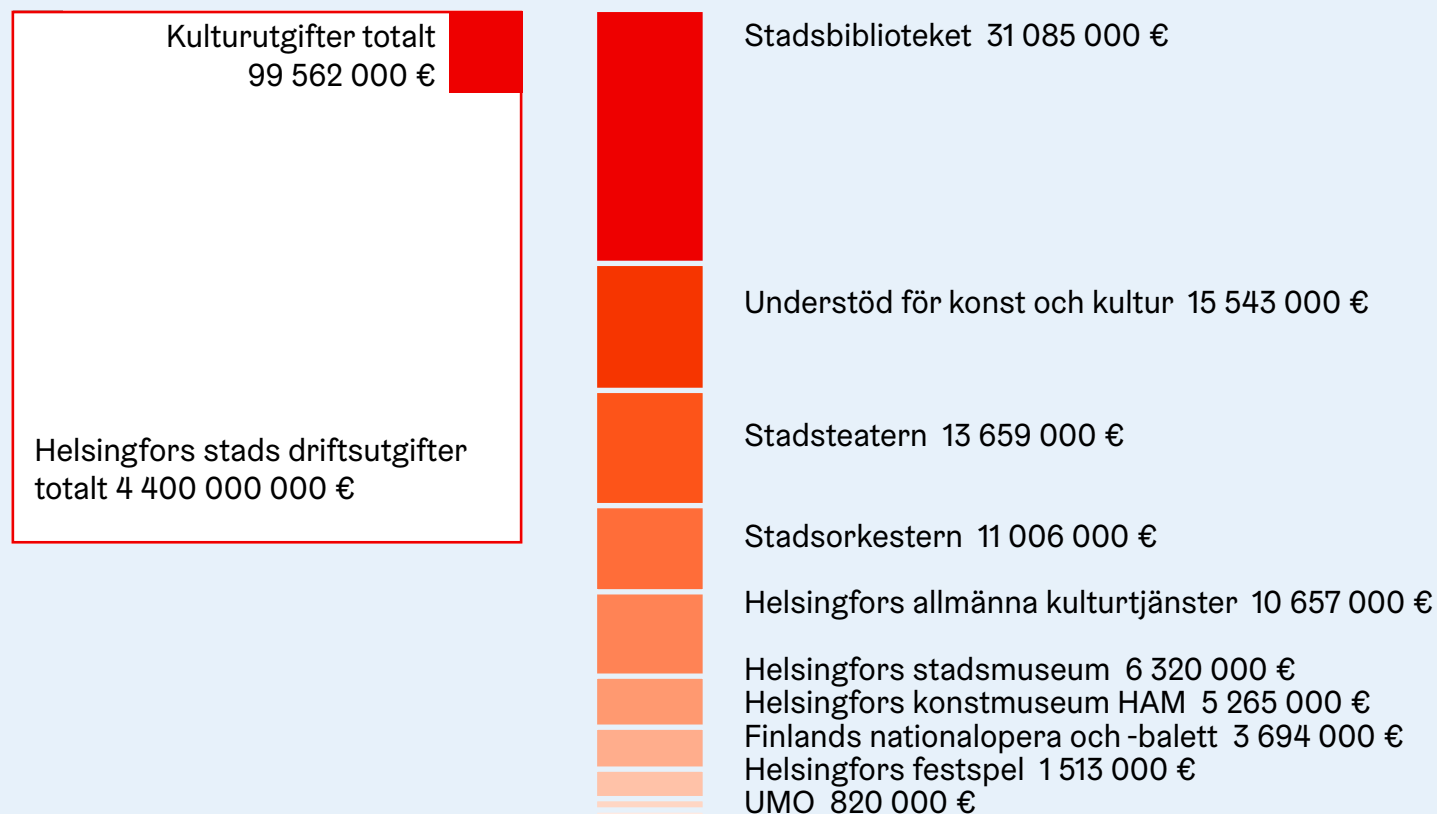 Kulturutgifter totalt
99 562 000 €
Helsingfors stads driftsutgifter
totalt 4 400 000 000 €
Stadsbiblioteket 31 085 000 €
Understöd för konst och kultur 15 543 000 €
Stadsteatern 13 659 000 €
Stadsorkestern 11 006 000 €
Helsingfors allmänna kulturtjänster 10 657 000 €
Helsingfors stadsmuseum 6 320 000 €
Helsingfors konstmuseum HAM 5 265 000 €
Finlands nationalopera och -balett 3 694 000 €
Helsingfors festspel 1 513 000 €
UMO 820 000 €